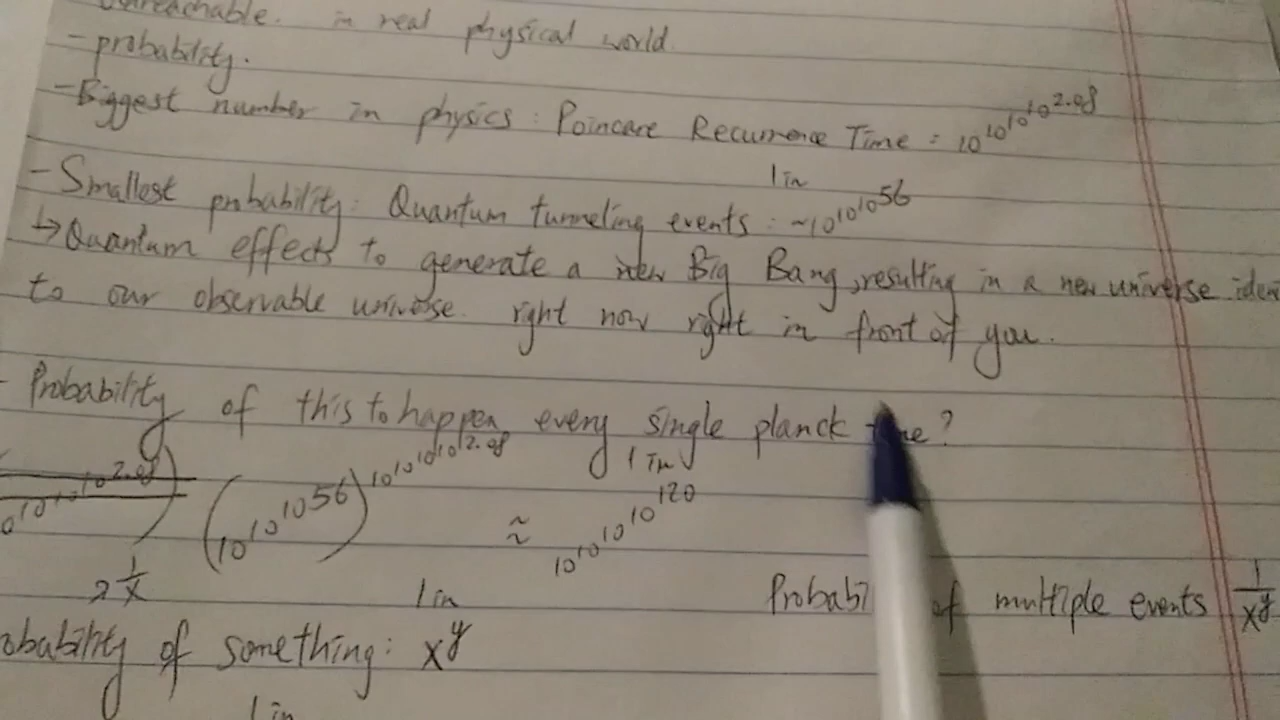 unreachable. in real physical world.
- probability.
- Biggest number in physics : Poincare Recurrence Time = 10^10^10^10^2.08
1 in
- Smallest probability: Quantum tunneling events : ~10^10^10^56
↳ Quantum effects to generate a new Big Bang, resulting in a new universe iden
to our observable universe. right now right in front of you.
- Probability of this to happen every single planck time?
1 in
(10^10^10^56)^10^10^10^10^2.08 ≈ 10^10^10^10^120
1/x
1 in
Probability of multiple events 1/x^y
obability of something: x^y
1 in